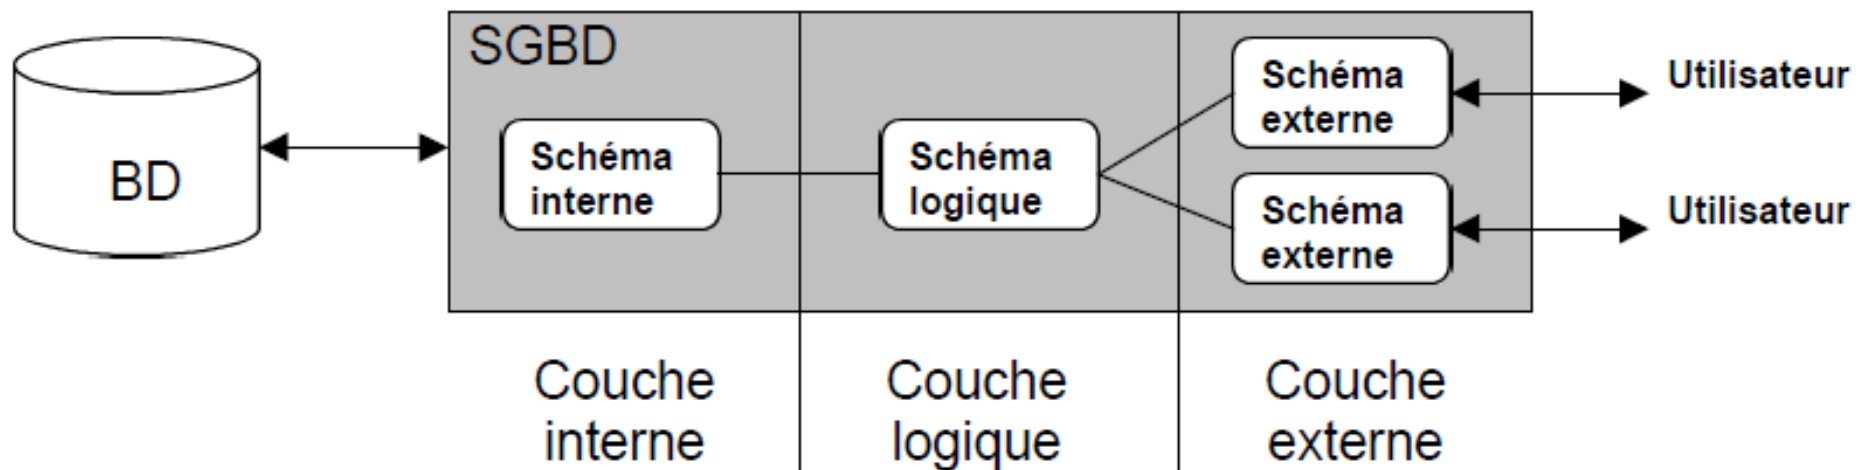 BD
SGBD
Schéma
interne
Schéma
logique
Schéma
externe
Schéma
externe
Utilisateur
Utilisateur
Couche
interne
Couche
logique
Couche
externe